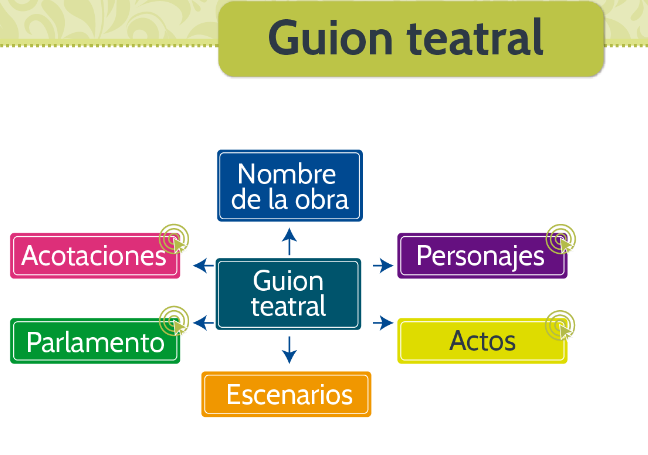 Guion teatral
Nombre
de la obra
Acotaciones
Personajes
Guion
teatral
Parlamento
Actos
Escenarios